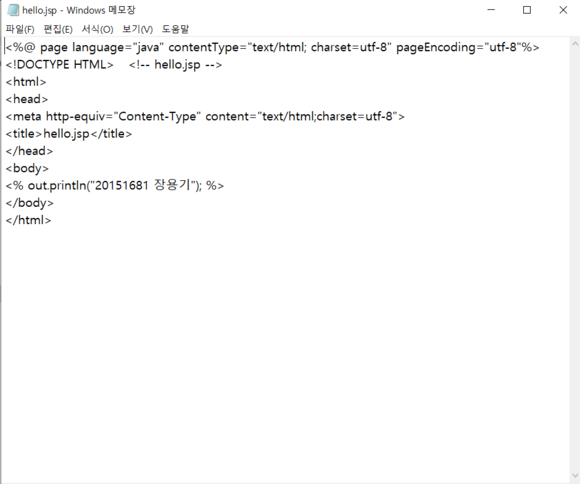 hello.jsp - Windows 메모장
파일(F) 편집(E) 서식(O) 보기(V) 도움말
<%@ page language="java" contentType="text/html; charset=utf-8" pageEncoding="utf-8"%>
<!DOCTYPE HTML> <!-- hello.jsp -->
<html>
<head>
<meta http-equiv="Content-Type" content="text/html;charset=utf-8">
<title>hello.jsp</title>
</head>
<body>
<% out.println("20151681 장용기"); %>
</body>
</html>